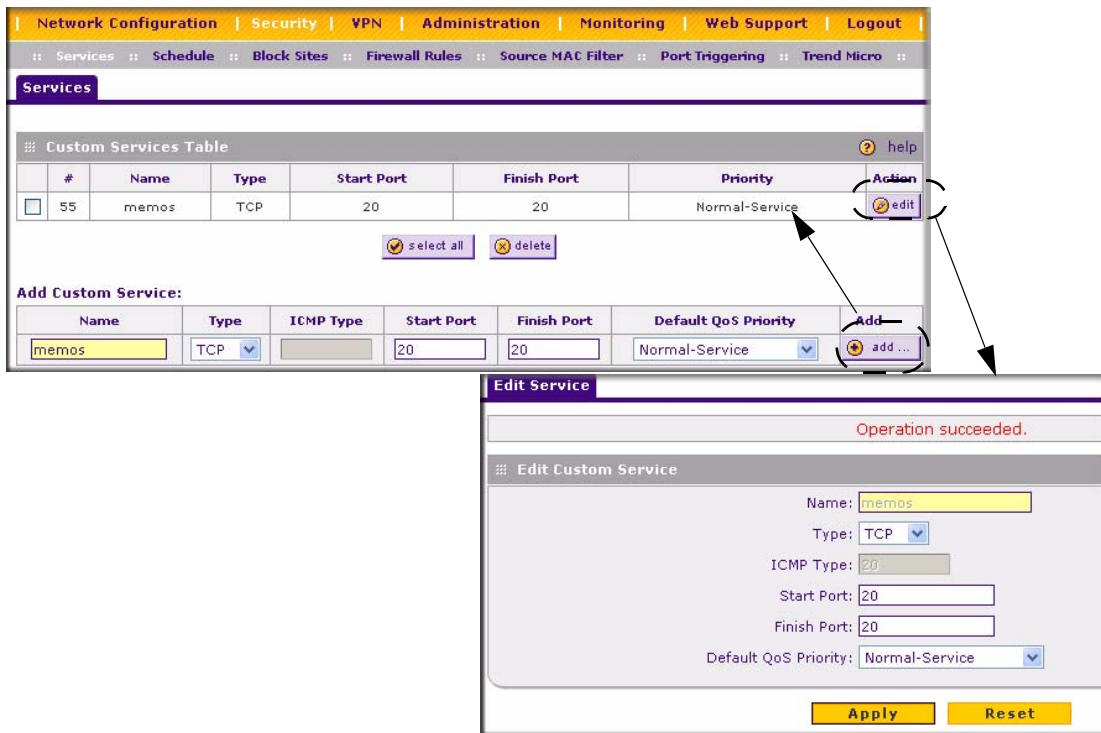 Network Configuration | Security | VPN | Administration | Monitoring | Web Support | Logout
:: Services :: Schedule :: Block Sites :: Firewall Rules :: Source MAC Filter :: Port Triggering :: Trend Micro ::
Services
Custom Services Table ? help
# Name Type Start Port Finish Port Priority Action
55 memos TCP 20 20 Normal-Service edit
select all delete
Add Custom Service:
Name Type ICMP Type Start Port Finish Port Default QoS Priority Add
memos TCP 20 20 Normal-Service add ...
Edit Service
Operation succeeded.
Edit Custom Service
Name: memos
Type: TCP
ICMP Type: 20
Start Port: 20
Finish Port: 20
Default QoS Priority: Normal-Service
Apply Reset